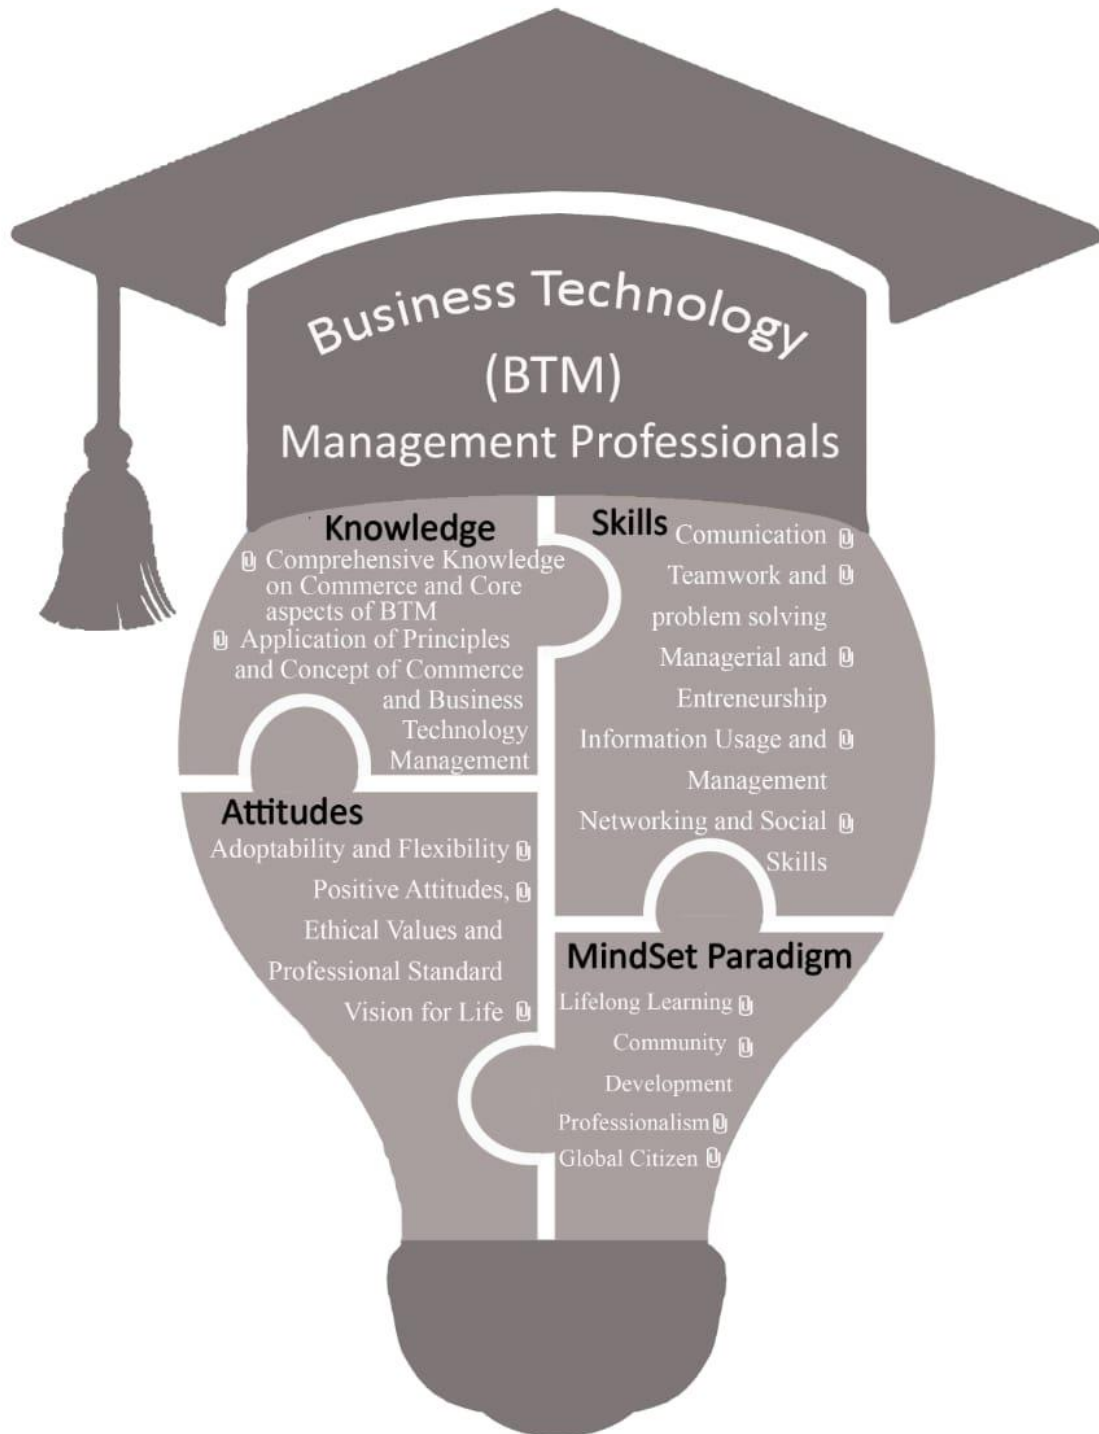 Business Technology
(BTM)
Management Professionals
Knowledge
Comprehensive Knowledge
on Commerce and Core
aspects of BTM
Application of Principles
and Concept of Commerce
and Business
Technology
Management
Skills
Comunication
Teamwork and
problem solving
Managerial and
Entreneurship
Information Usage and
Management
Networking and Social
Skills
Attitudes
Adoptability and Flexibility
Positive Attitudes,
Ethical Values and
Professional Standard
Vision for Life
MindSet Paradigm
Lifelong Learning
Community
Development
Professionalism
Global Citizen